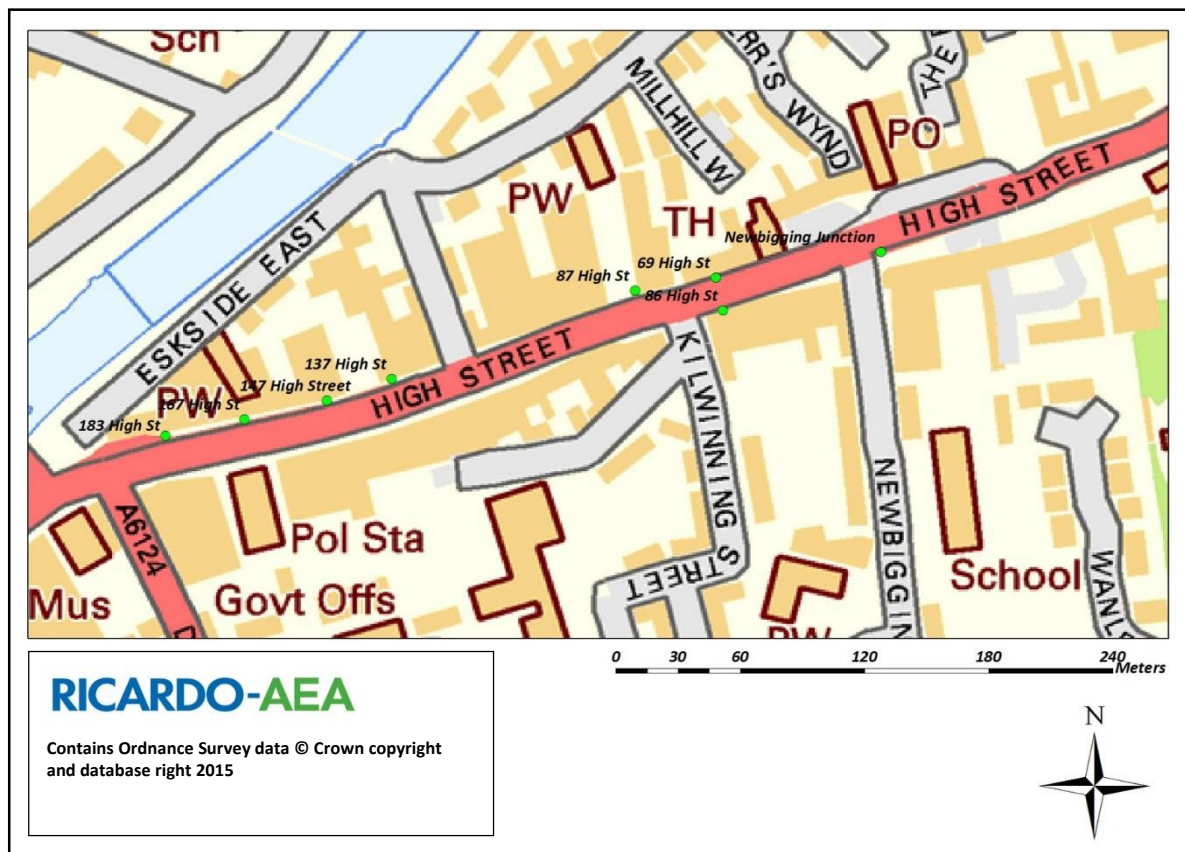 Sch
ERR'S WYND
THE
MILLHILL W
PO
PW
HIGH STREET
TH
Newbigging Junction
ESKSIDE EAST
87 High St
69 High St
86 High St
137 High St
PW
147 High Street
HIGH STREET
167 High St
183 High St
KILWINNING STREET
NEWBIGGIN
A6124
Pol Sta
School
WANL
Mus
Govt Offs
PW
0 30 60 120 180 240
Meters
RICARDO-AEA
Contains Ordnance Survey data © Crown copyright
and database right 2015
N